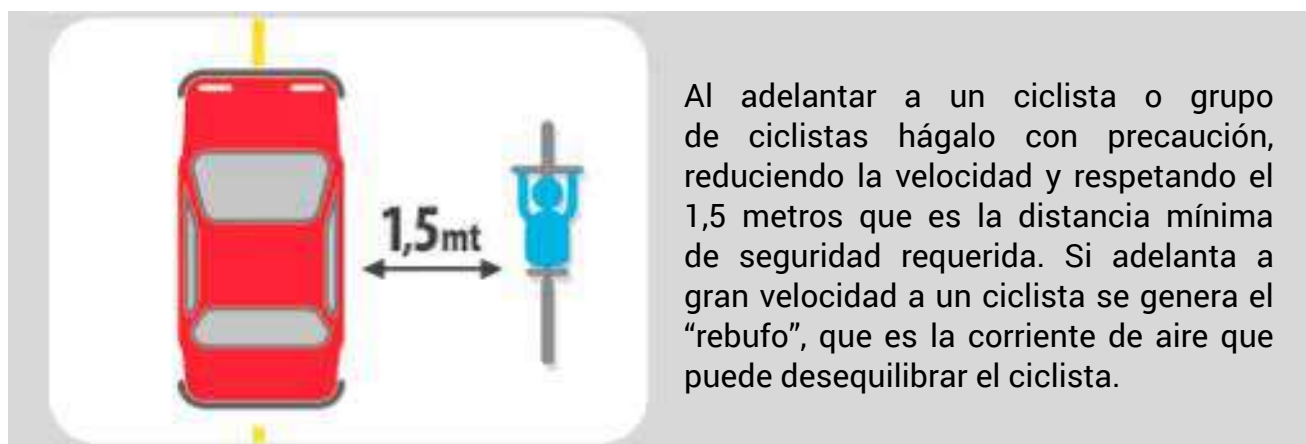 1,5mt
Al adelantar a un ciclista o grupo
de ciclistas hágalo con precaución,
reduciendo la velocidad y respetando el
1,5 metros que es la distancia mínima
de seguridad requerida. Si adelanta a
gran velocidad a un ciclista se genera el
“rebufo”, que es la corriente de aire que
puede desequilibrar el ciclista.